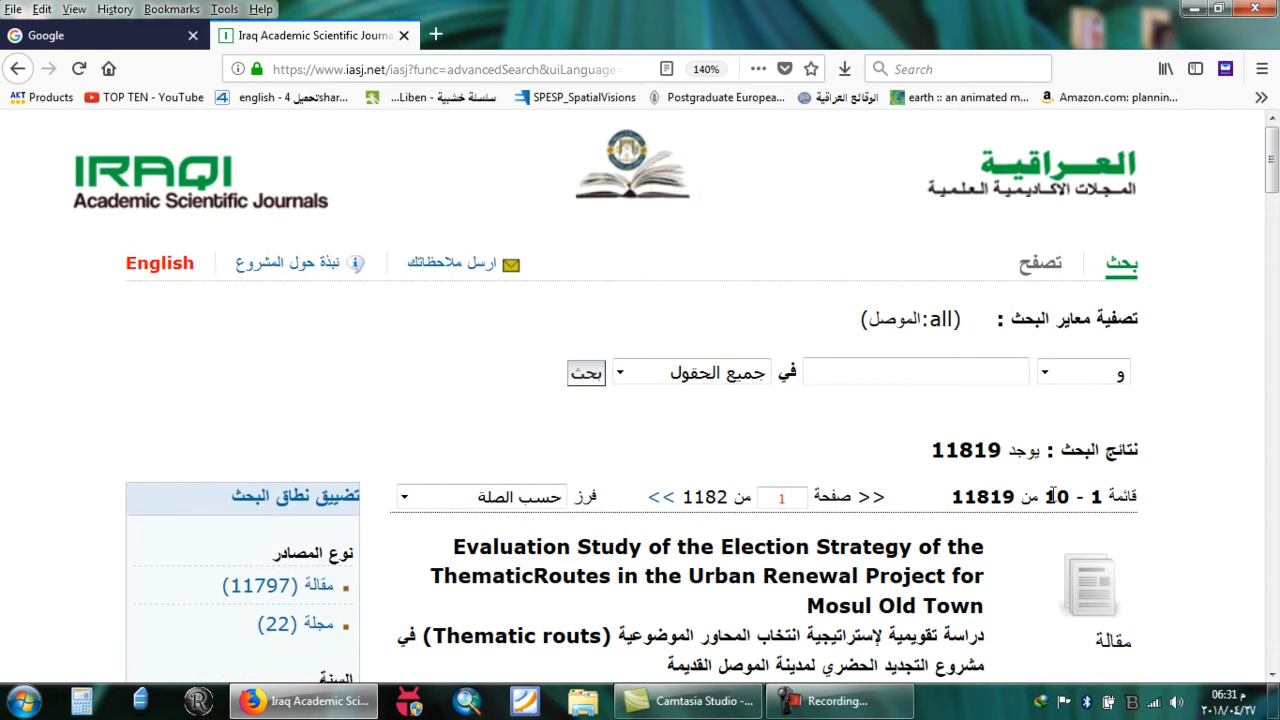 File Edit View History Bookmarks Tools Help
Google
Iraq Academic Scientific Journa
https://www.iasj.net/iasj?func=advancedSearch&uiLanguage=
140%
Search
AKT Products
TOP TEN - YouTube
english - 4 تحميل shar...
...Liben - سلسلة خشبية
SPESP_SpatialVisions
Postgraduate Europea...
الوقائع العراقية
earth :: an animated m...
Amazon.com: plannin...
IRAQI
Academic Scientific Journals
العراقية
المجلات الاكاديمية العلمية
بحث
تصفح
ارسل ملاحظاتك
نبذة حول المشروع
English
تصفية معاير البحث : (all:الموصل)
و
في
جميع الحقول
بحث
نتائج البحث : يوجد 11819
قائمة 1 - 10 من 11819
<< صفحة 1 من 1182 >>
فرز
حسب الصلة
تضييق نطاق البحث
نوع المصادر
مقالة (11797)
مجلة (22)
السنة
Evaluation Study of the Election Strategy of the
ThematicRoutes in the Urban Renewal Project for
Mosul Old Town
دراسة تقويمية لإستراتيجية انتخاب المحاور الموضوعية (Thematic routs) في
مشروع التجديد الحضري لمدينة الموصل القديمة
مقالة
Iraq Academic Sci...
Camtasia Studio -...
Recording...
06:31 م
٢٠١٨/٠٤/٢٧